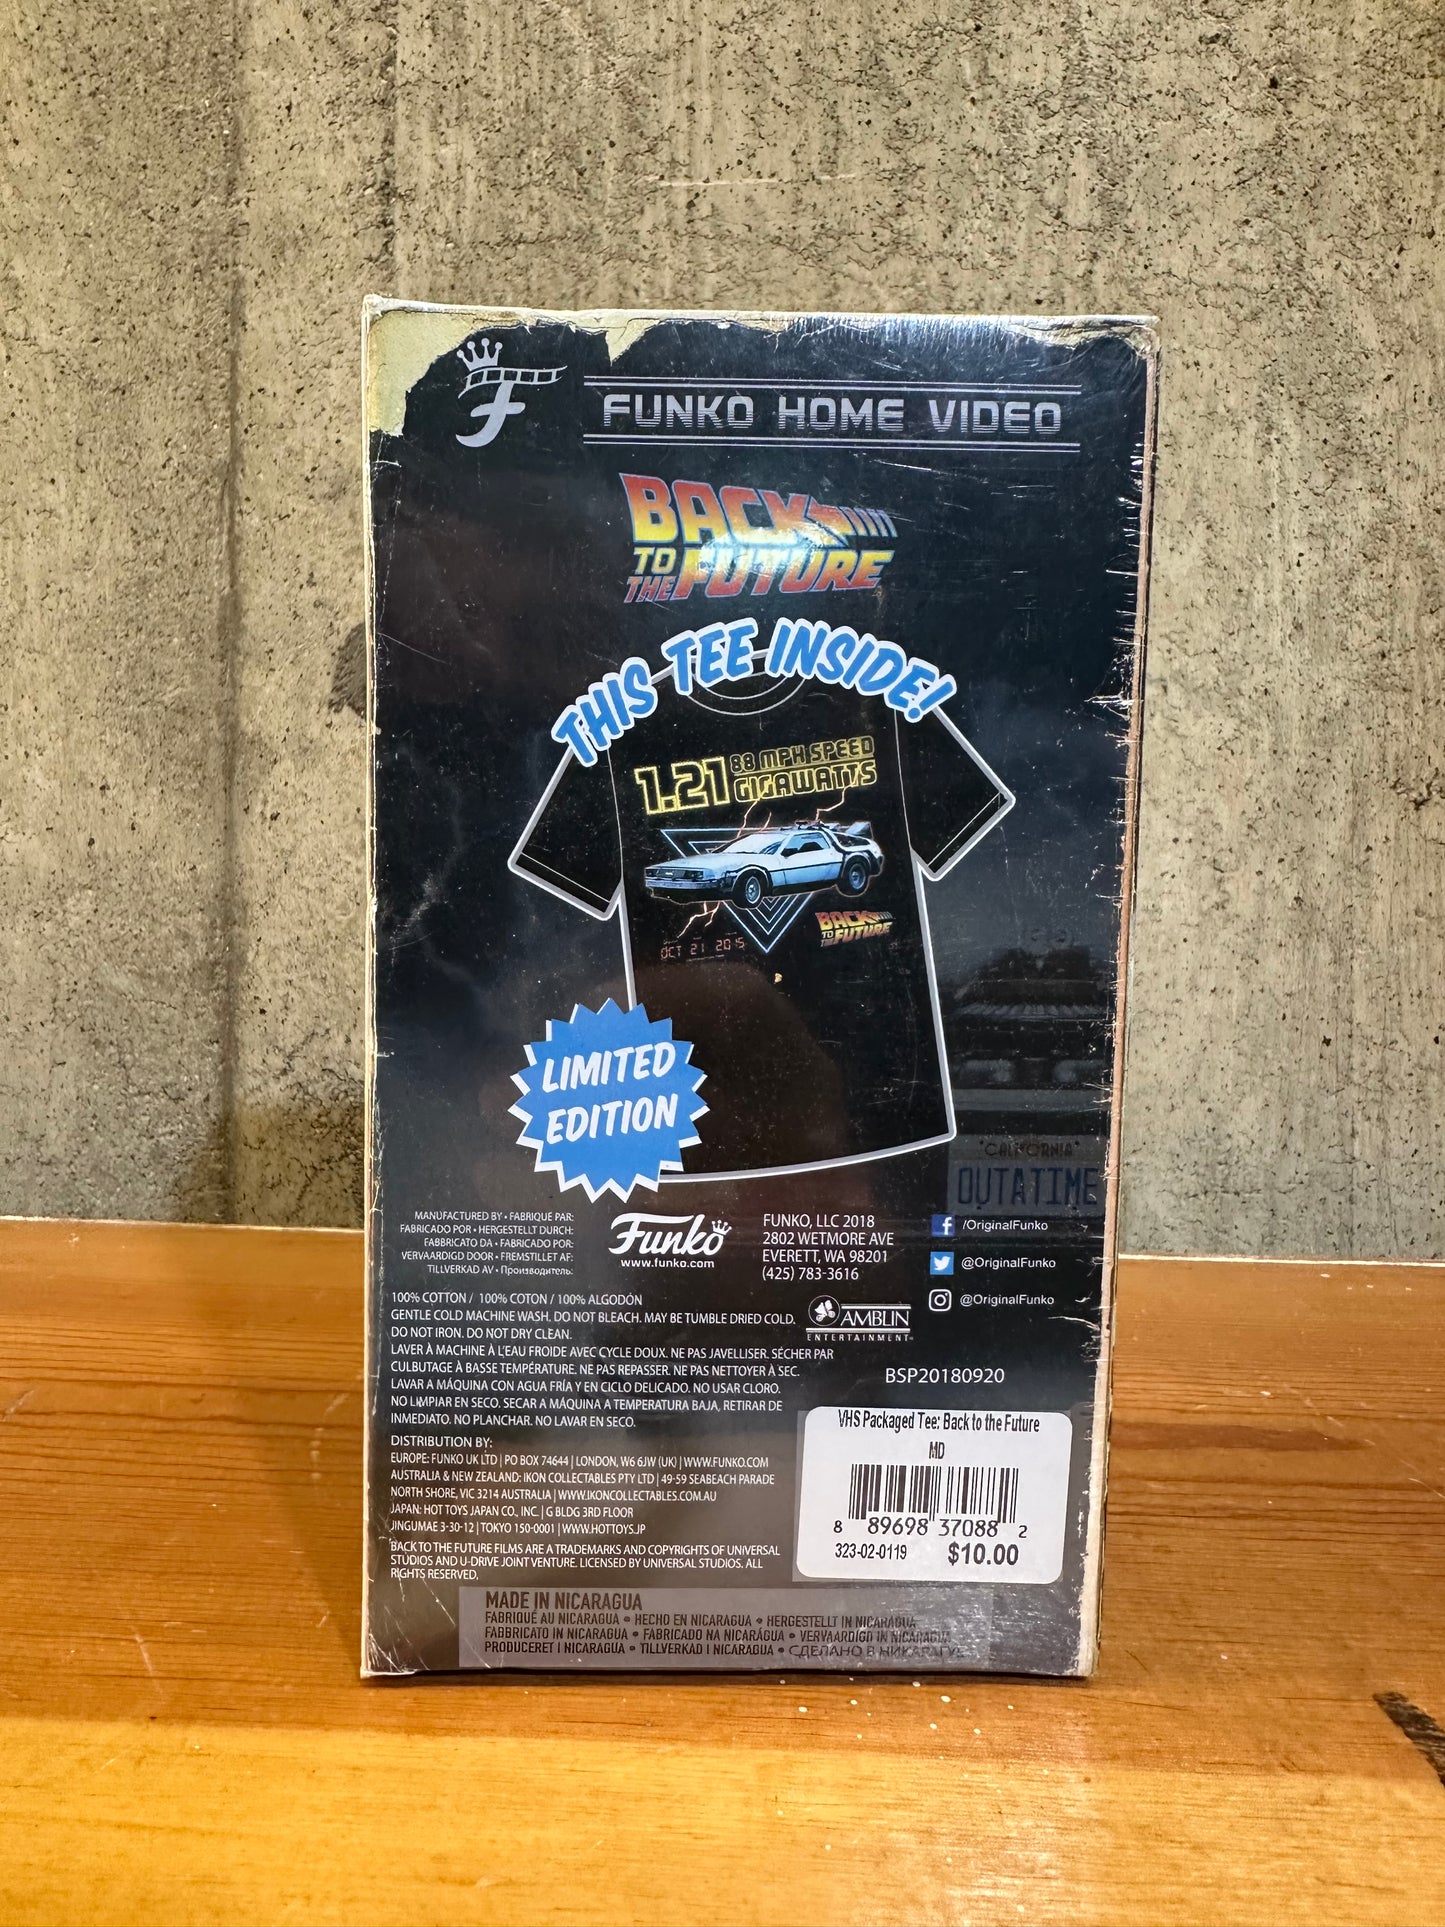 FUNKO HOME VIDEO
BACK
TO
THE FUTURE
THIS TEE INSIDE!
1.21 88 MPH SPEED
GIGAWATTS
BACK
TO
THE FUTURE
OCT 21 2015
LIMITED
EDITION
CALIFORNIA
OUTATIME
MANUFACTURED BY • FABRIQUÉ PAR:
FABRICADO POR • HERGESTELLT DURCH:
FABBRICATO DA • FABRICADO POR:
VERVAARDIGD DOOR • FREMSTILLET AF:
TILLVERKAD AV • Производитель:
Funko
www.funko.com
FUNKO, LLC 2018
2802 WETMORE AVE
EVERETT, WA 98201
(425) 783-3616
/OriginalFunko
@OriginalFunko
@OriginalFunko
100% COTTON / 100% COTON / 100% ALGODÓN
GENTLE COLD MACHINE WASH. DO NOT BLEACH. MAY BE TUMBLE DRIED COLD.
DO NOT IRON. DO NOT DRY CLEAN.
LAVER À MACHINE À L'EAU FROIDE AVEC CYCLE DOUX. NE PAS JAVELLISER. SÉCHER PAR
CULBUTAGE À BASSE TEMPÉRATURE. NE PAS REPASSER. NE PAS NETTOYER À SEC.
LAVAR A MÁQUINA CON AGUA FRÍA Y EN CICLO DELICADO. NO USAR CLORO.
NO LIMPIAR EN SECO. SECAR A MÁQUINA A TEMPERATURA BAJA, RETIRAR DE
INMEDIATO. NO PLANCHAR. NO LAVAR EN SECO.
AMBLIN
ENTERTAINMENT
BSP20180920
DISTRIBUTION BY:
EUROPE: FUNKO UK LTD | PO BOX 74644 | LONDON, W6 6JW (UK) | WWW.FUNKO.COM
AUSTRALIA & NEW ZEALAND: IKON COLLECTABLES PTY LTD | 49-59 SEABEACH PARADE
NORTH SHORE, VIC 3214 AUSTRALIA | WWW.IKONCOLLECTABLES.COM.AU
JAPAN: HOT TOYS JAPAN CO., INC. | G BLDG 3RD FLOOR
JINGUMAE 3-30-12 | TOKYO 150-0001 | WWW.HOTTOYS.JP
BACK TO THE FUTURE FILMS ARE A TRADEMARKS AND COPYRIGHTS OF UNIVERSAL
STUDIOS AND U-DRIVE JOINT VENTURE. LICENSED BY UNIVERSAL STUDIOS. ALL
RIGHTS RESERVED.
VHS Packaged Tee: Back to the Future
MD
8 89698 37088 2
323-02-0119 $10.00
MADE IN NICARAGUA
FABRIQUÉ AU NICARAGUA • HECHO EN NICARAGUA • HERGESTELLT IN NICARAGUA
FABBRICATO IN NICARAGUA • FABRICADO NA NICARÁGUA • VERVAARDIGD IN NICARAGUA
PRODUCERET I NICARAGUA • TILLVERKAD I NICARAGUA • СДЕЛАНО В НИКАРАГУЕ